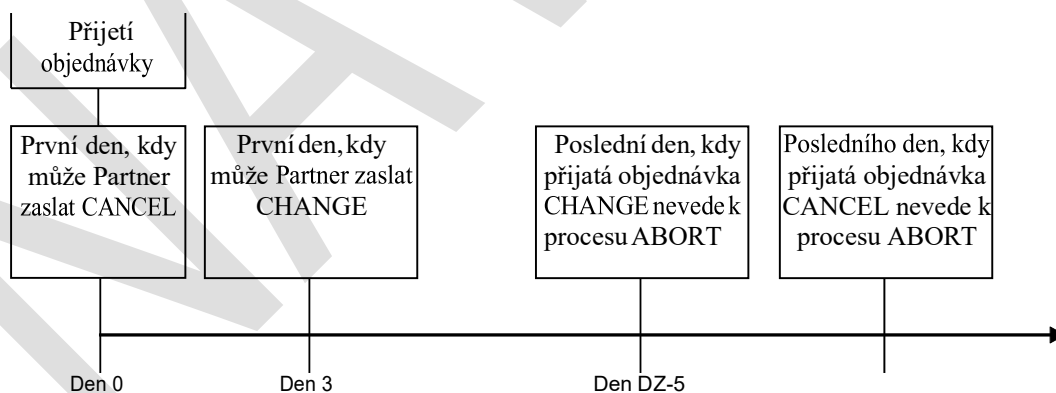 Přijetí
objednávky
První den, kdy
může Partner
zaslat CANCEL
První den, kdy
může Partner zaslat
CHANGE
Poslední den, kdy
přijatá objednávka
CHANGE nevede k
procesu ABORT
Posledního den, kdy
přijatá objednávka
CANCEL nevede k
procesu ABORT
Den 0
Den 3
Den DZ-5